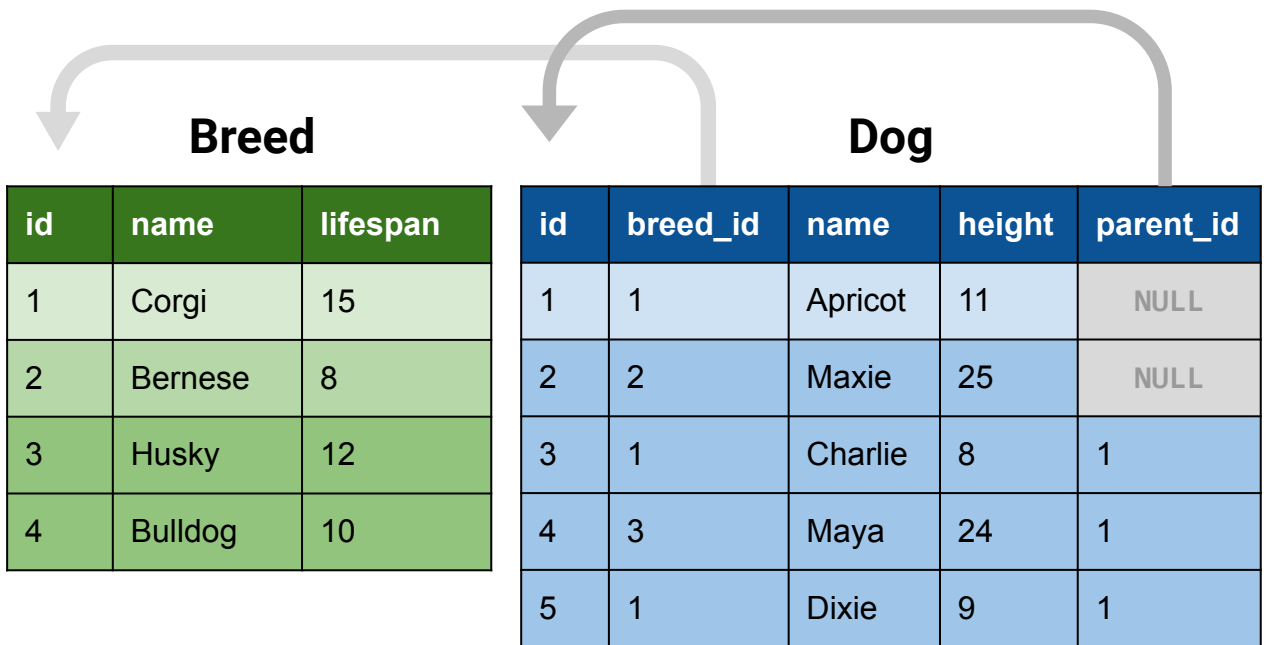 Breed
id name lifespan
1 Corgi 15
2 Bernese 8
3 Husky 12
4 Bulldog 10
Dog
id breed_id name height parent_id
1 1 Apricot 11 NULL
2 2 Maxie 25 NULL
3 1 Charlie 8 1
4 3 Maya 24 1
5 1 Dixie 9 1